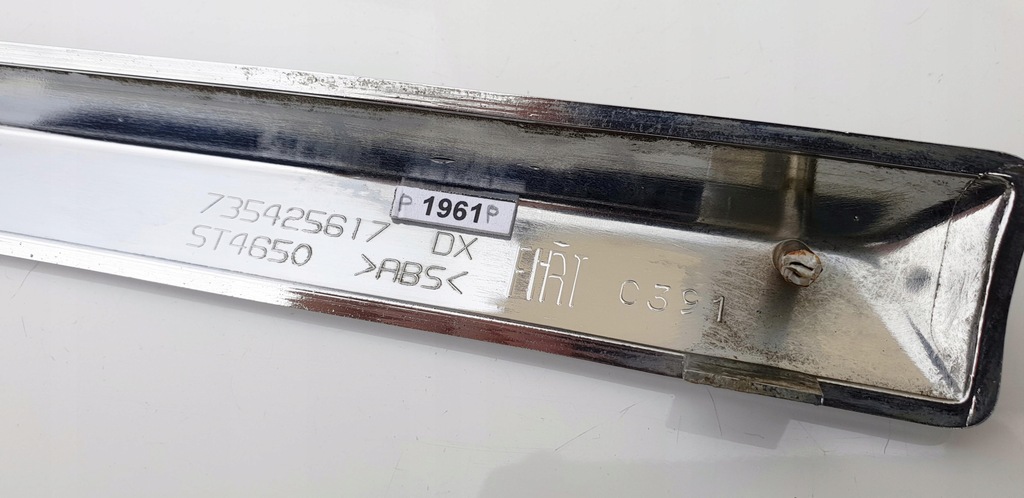 735425617 DX
P 1961 P
ST4650 >ABS<
FIAT C391